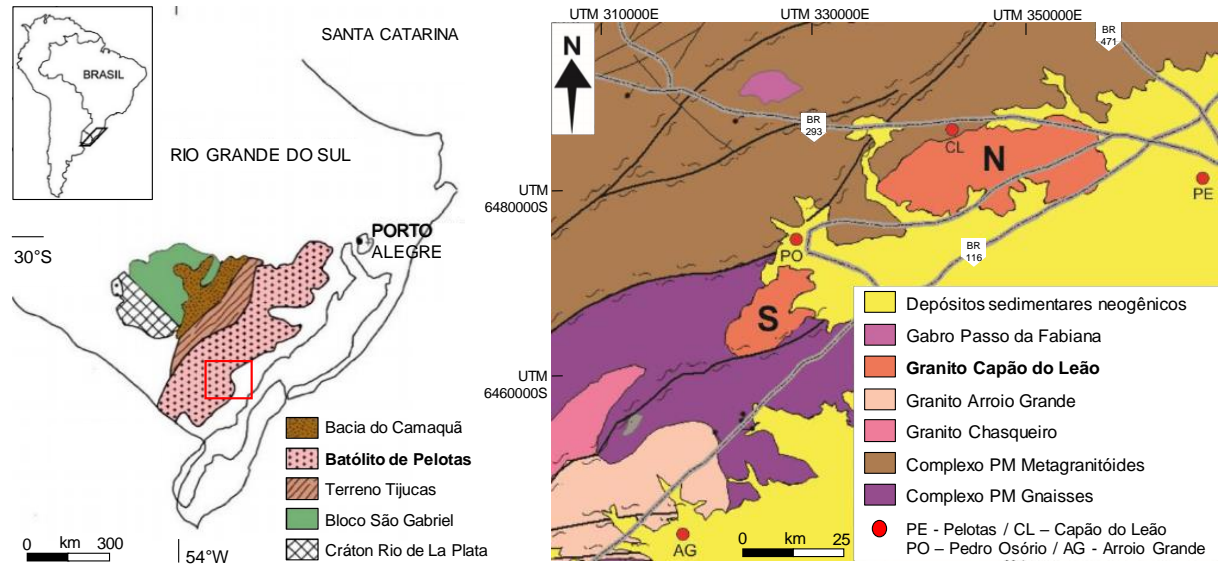 BRASIL
SANTA CATARINA
RIO GRANDE DO SUL
PORTO
ALEGRE
30°S
54°W
Bacia do Camaquã
Batólito de Pelotas
Terreno Tijucas
Bloco São Gabriel
Cráton Rio de La Plata
0 km 300
UTM 310000E
UTM 330000E
UTM 350000E
N
BR
471
BR
293
CL
N
PE
UTM
6480000S
PO
BR
116
S
UTM
6460000S
AG
0 km 25
Depósitos sedimentares neogênicos
Gabro Passo da Fabiana
Granito Capão do Leão
Granito Arroio Grande
Granito Chasqueiro
Complexo PM Metagranitóides
Complexo PM Gnaisses
PE - Pelotas / CL – Capão do Leão
PO – Pedro Osório / AG - Arroio Grande